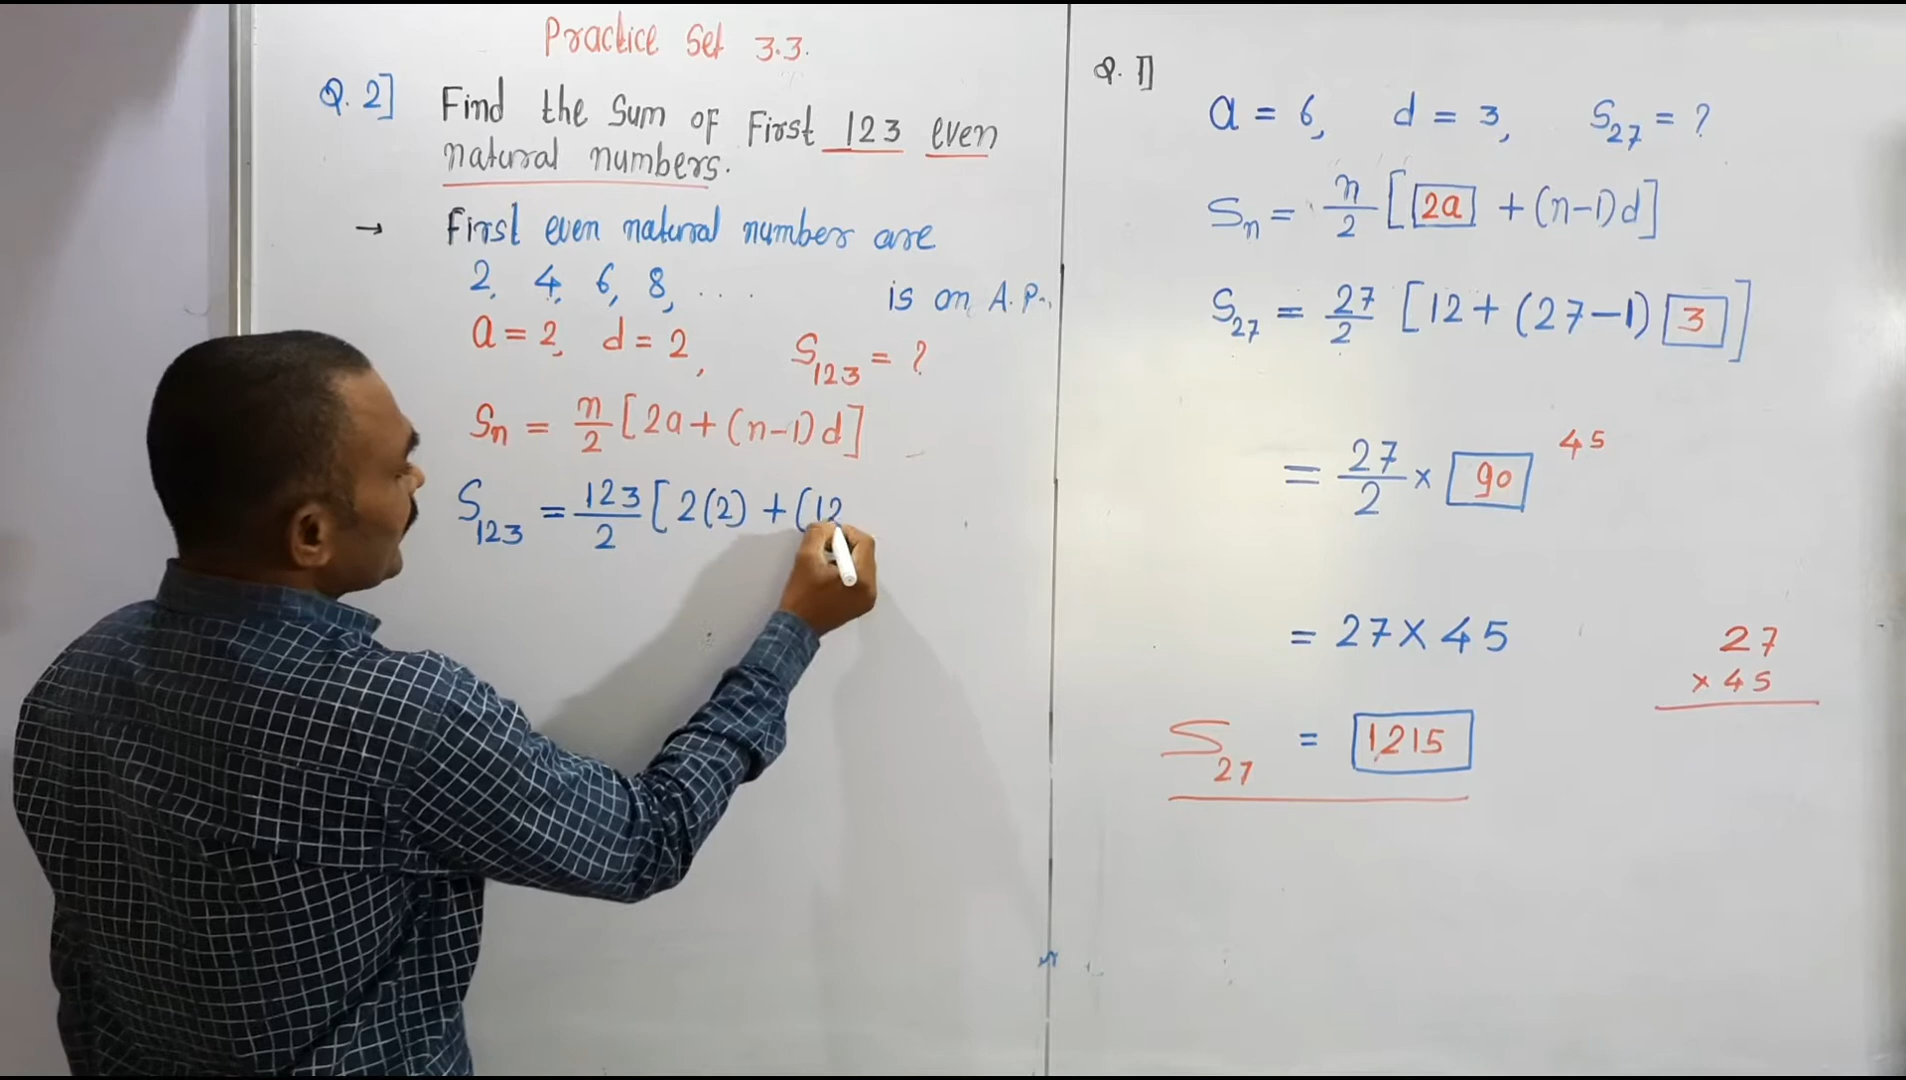 Practice Set 3.3.
Q. 2] Find the Sum of First 123 even
natural numbers.
→ First even natural number are
2, 4, 6, 8, .... is on A.P.,
a = 2, d = 2, S₁₂₃ = ?
Sₙ = n/2 [2a + (n-1)d]
S₁₂₃ = 123/2 [2(2) + (12
Q. 1]
a = 6, d = 3, S₂₇ = ?
Sₙ = n/2 [2a + (n-1)d]
S₂₇ = 27/2 [12 + (27-1) 3]
= 27/2 × 90 45
= 27 × 45
27
× 45
S₂₇ = 1215